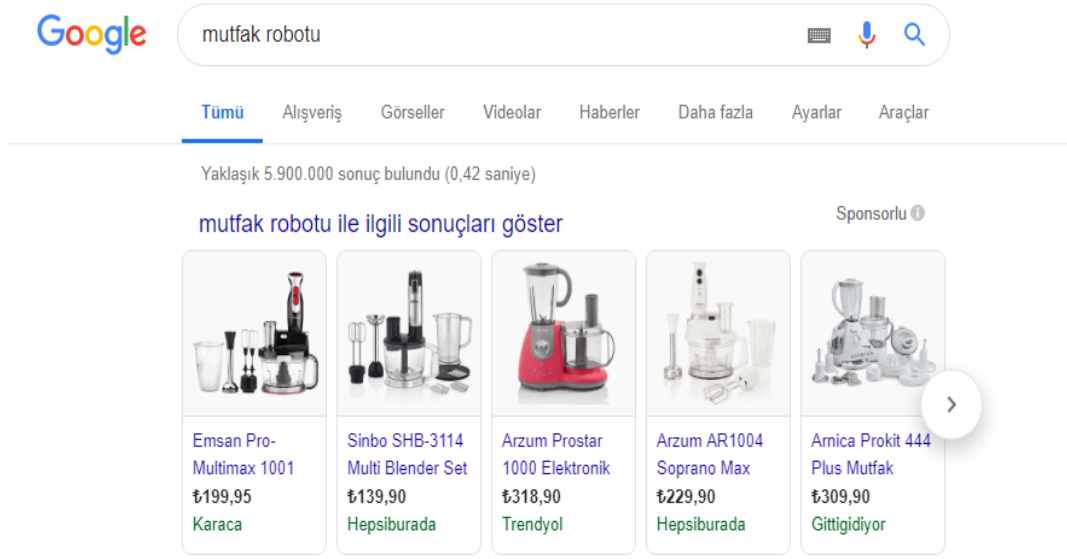 Google
mutfak robotu
Tümü Alışveriş Görseller Videolar Haberler Daha fazla Ayarlar Araçlar
Yaklaşık 5.900.000 sonuç bulundu (0,42 saniye)
mutfak robotu ile ilgili sonuçları göster
Sponsorlu
Emsan Pro-
Multimax 1001
₺199,95
Karaca
Sinbo SHB-3114
Multi Blender Set
₺139,90
Hepsiburada
Arzum Prostar
1000 Elektronik
₺318,90
Trendyol
Arzum AR1004
Soprano Max
₺229,90
Hepsiburada
Arnica Prokit 444
Plus Mutfak
₺309,90
Gittigidiyor